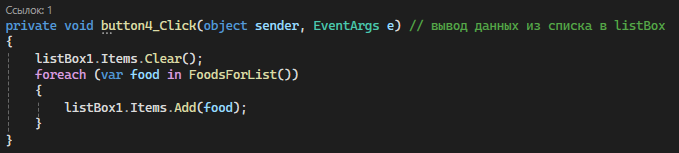 Ссылок: 1
private void button4_Click(object sender, EventArgs e) // вывод данных из списка в listBox
{
listBox1.Items.Clear();
foreach (var food in FoodsForList())
{
listBox1.Items.Add(food);
}
}